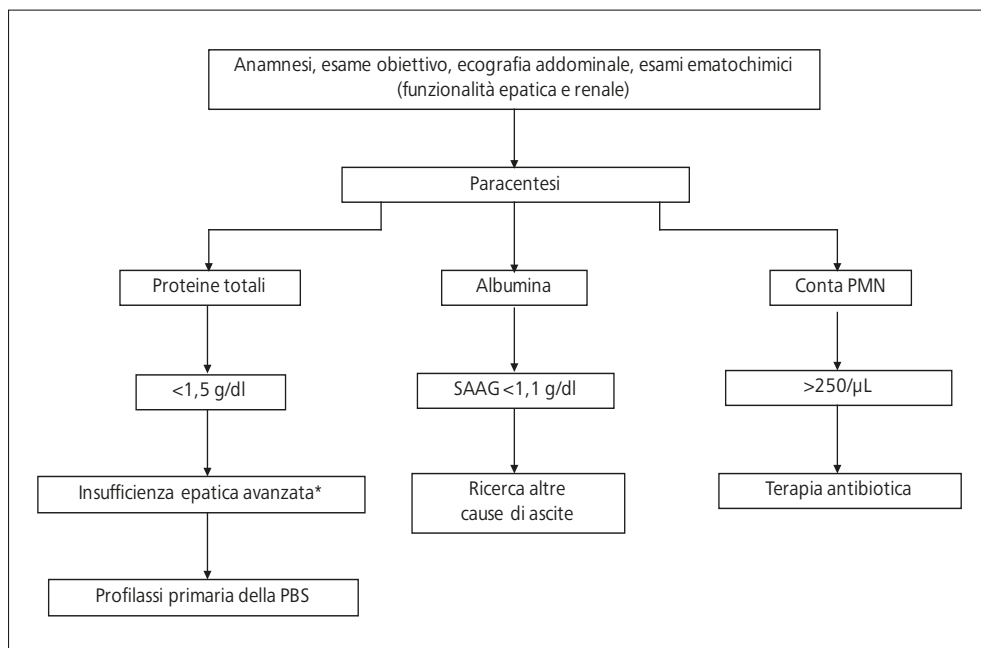 Anamnesi, esame obiettivo, ecografia addominale, esami ematochimici
(funzionalità epatica e renale)
Paracentesi
Proteine totali
Albumina
Conta PMN
<1,5 g/dl
SAAG <1,1 g/dl
>250/μL
Insufficienza epatica avanzata*
Ricerca altre
cause di ascite
Terapia antibiotica
Profilassi primaria della PBS